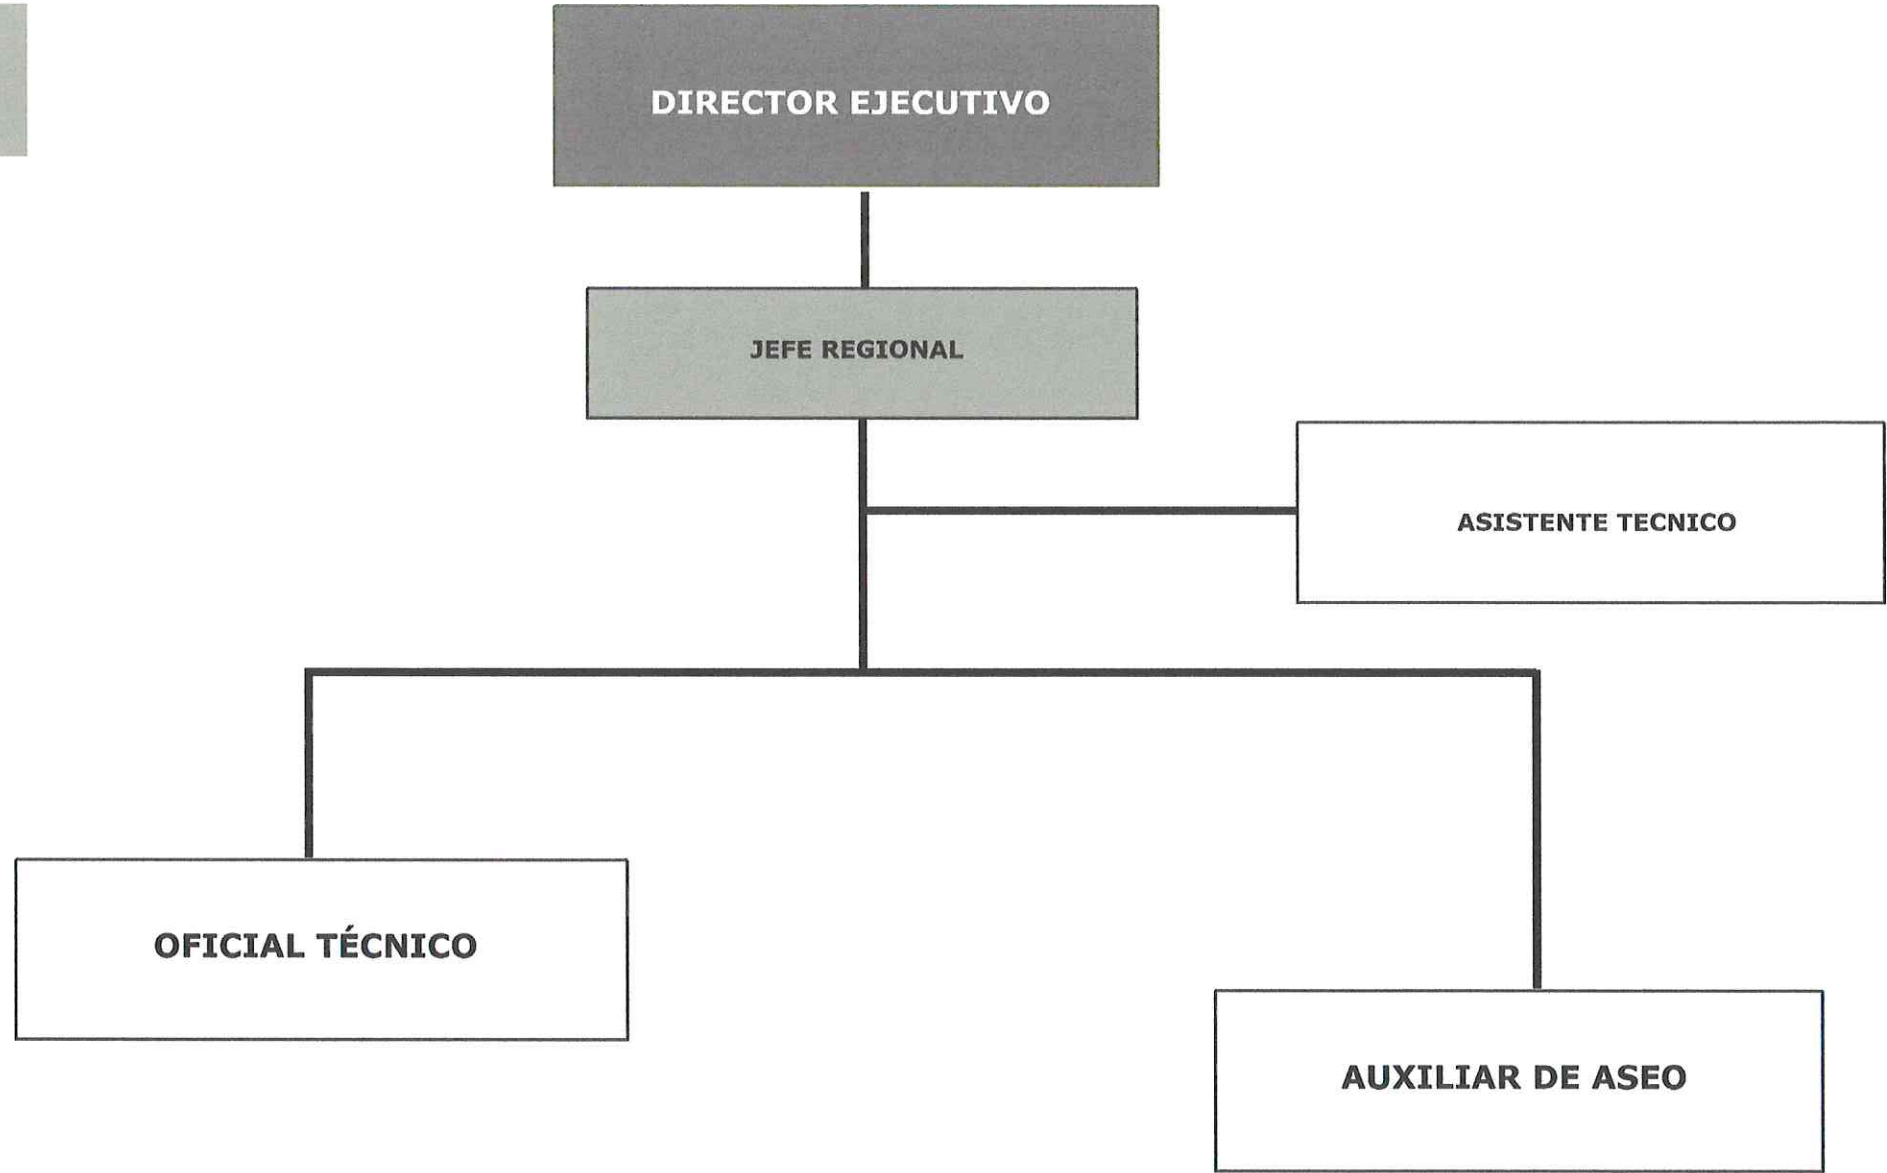 DIRECTOR EJECUTIVO
JEFE REGIONAL
ASISTENTE TECNICO
OFICIAL TÉCNICO
AUXILIAR DE ASEO